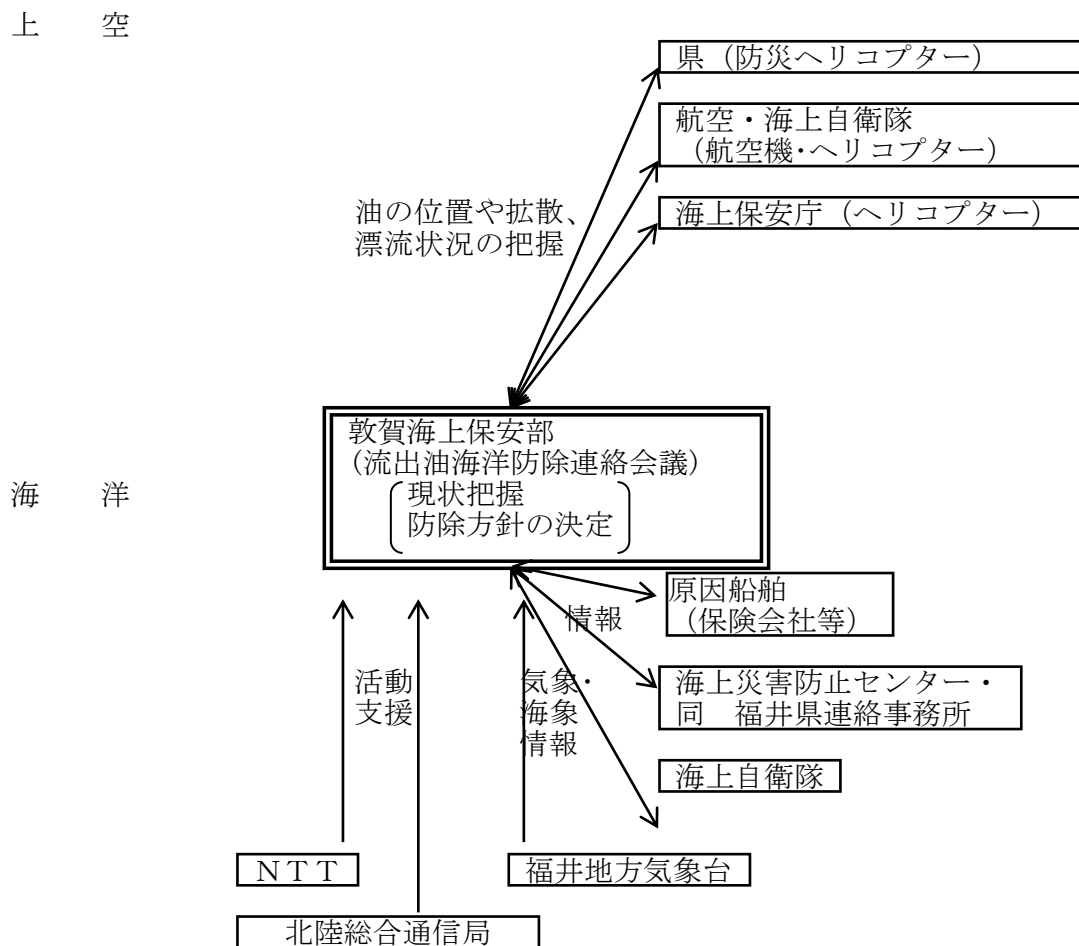 上　空
県（防災ヘリコプター）
航空・海上自衛隊
（航空機・ヘリコプター）
海上保安庁（ヘリコプター）
油の位置や拡散、
漂流状況の把握
海　洋
敦賀海上保安部
（流出油海洋防除連絡会議）
現状把握
防除方針の決定
原因船舶
（保険会社等）
情報
海上災害防止センター・
同　福井県連絡事務所
活動
支援
気象・
海象
情報
海上自衛隊
ＮＴＴ
福井地方気象台
北陸総合通信局